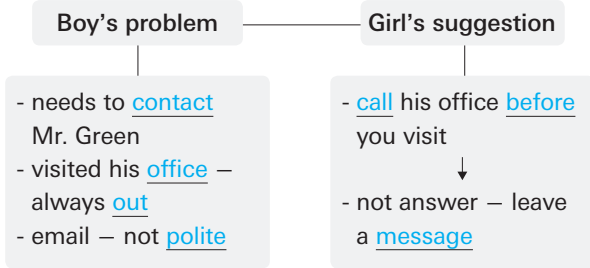 Boy's problem
Girl's suggestion
- needs to contact
Mr. Green
- visited his office –
always out
- email – not polite
- call his office before
you visit
- not answer – leave
a message